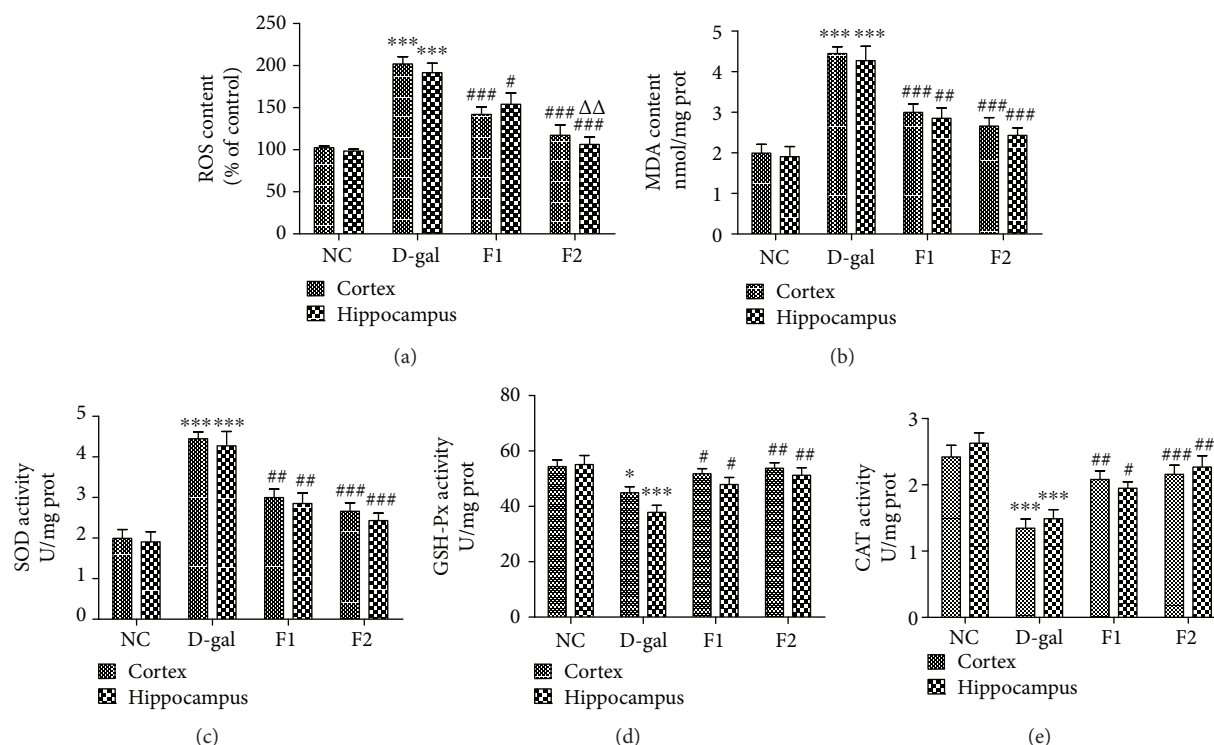 ROS content
(% of control)
250
200
150
100
50
0
***
***
###
#
###
ΔΔ
###
NC D-gal F1 F2
Cortex
Hippocampus
(a)
MDA content
nmol/mg prot
5
4
3
2
1
0
*** ***
### ##
###
###
NC D-gal F1 F2
Cortex
Hippocampus
(b)
SOD activity
U/mg prot
5
4
3
2
1
0
*** ***
## ##
###
###
NC D-gal F1 F2
Cortex
Hippocampus
(c)
GSH-Px activity
U/mg prot
80
60
40
20
0
*
***
# #
## ##
NC D-gal F1 F2
Cortex
Hippocampus
(d)
CAT activity
U/mg prot
3
2
1
0
*** ***
##
#
###
##
NC D-gal F1 F2
Cortex
Hippocampus
(e)